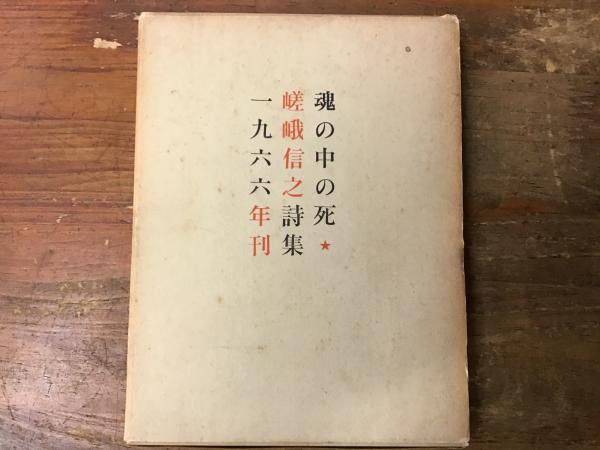 魂の中の死★
嵯峨信之詩集
一九六六年刊